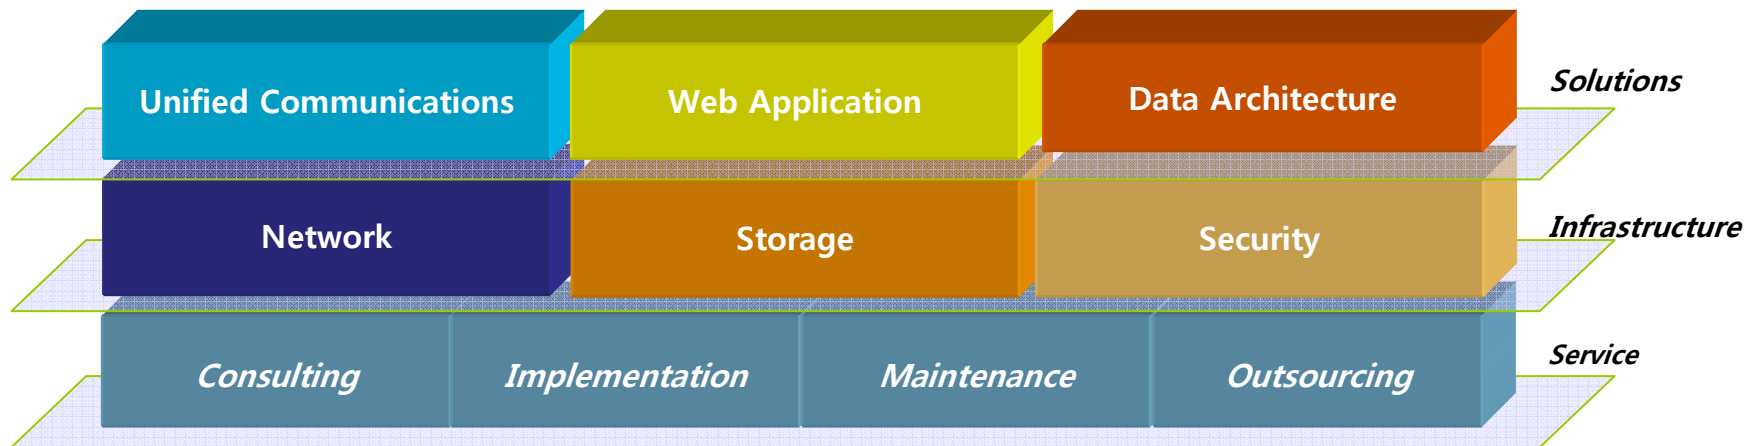 Unified Communications
Web Application
Data Architecture
Solutions
Network
Storage
Security
Infrastructure
Consulting
Implementation
Maintenance
Outsourcing
Service